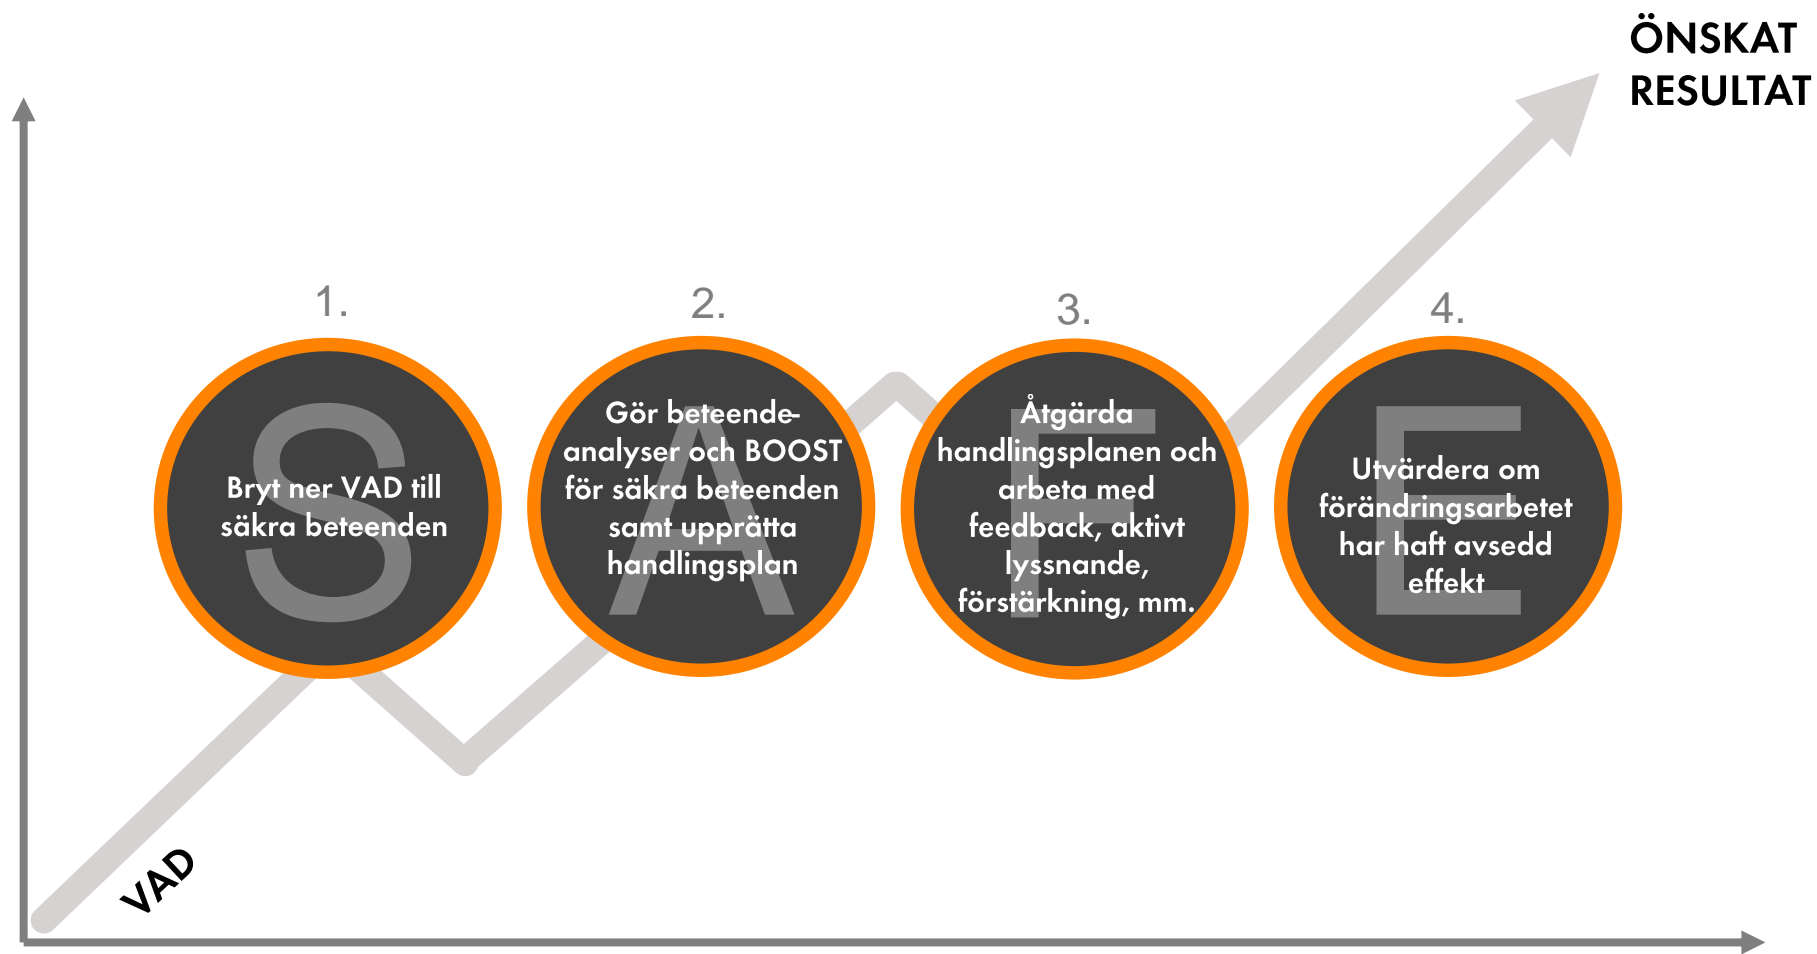 ÖNSKAT
RESULTAT
1.
S
Bryt ner VAD till
säkra beteenden
2.
A
Gör beteende-
analyser och BOOST
för säkra beteenden
samt upprätta
handlingsplan
3.
F
Åtgärda
handlingsplanen och
arbeta med
feedback, aktivt
lyssnande,
förstärkning, mm.
4.
E
Utvärdera om
förändringsarbetet
har haft avsedd
effekt
VAD